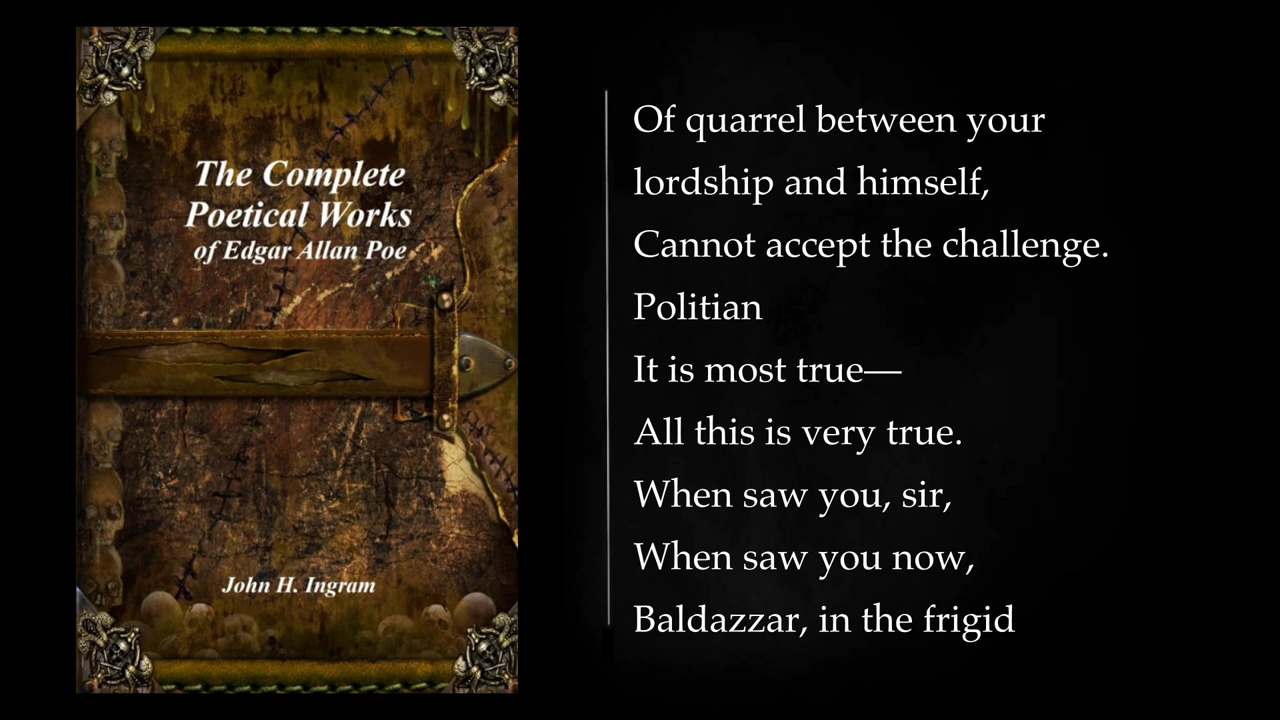 The Complete
Poetical Works
of Edgar Allan Poe
John H. Ingram
Of quarrel between your
lordship and himself,
Cannot accept the challenge.
Politian
It is most true—
All this is very true.
When saw you, sir,
When saw you now,
Baldazzar, in the frigid